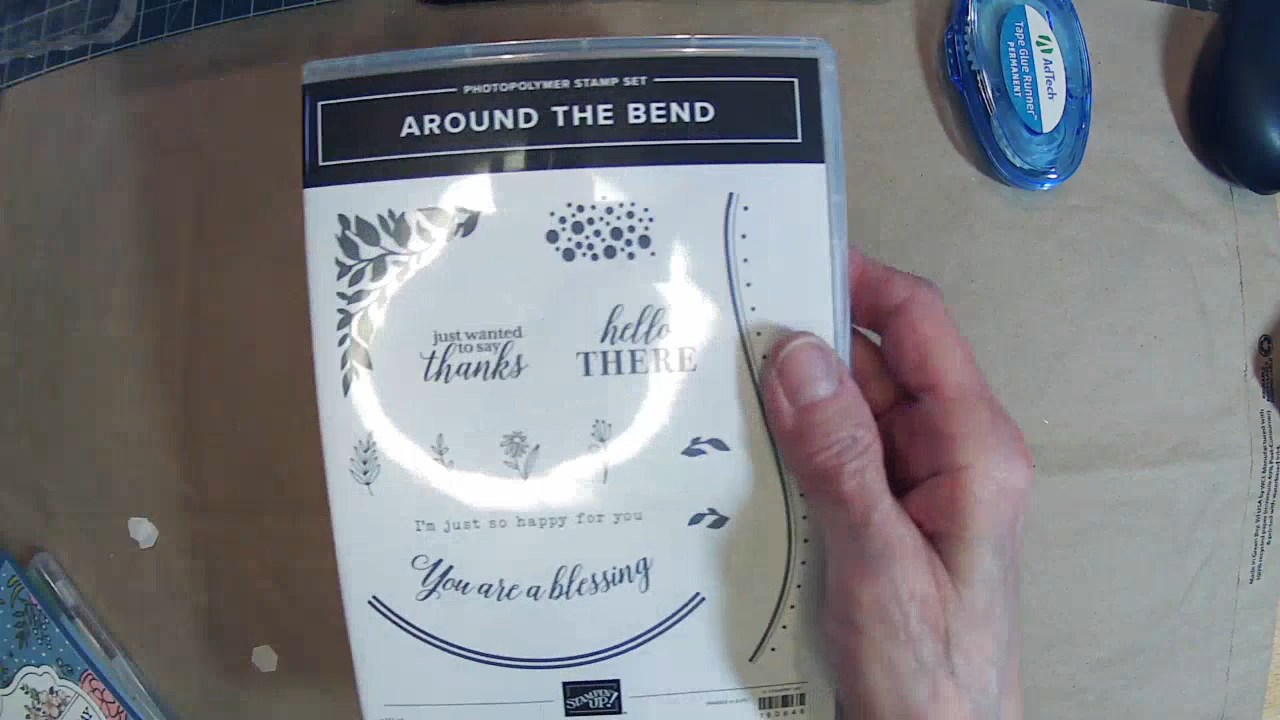 PHOTOPOLYMER STAMP SET
AROUND THE BEND
AdTech
Tape Glue Runner
PERMANENT
just wanted
to say
thanks
hello
THERE
I'm just so happy for you
You are a blessing
STAMPIN'
UP!